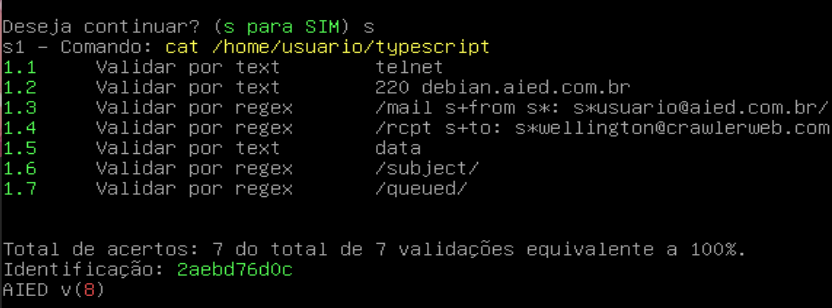 Deseja continuar? (s para SIM) s
s1 - Comando: cat /home/usuario/typescript
1.1 Validar por text telnet
1.2 Validar por text 220 debian.aied.com.br
1.3 Validar por regex /mail s+from s*: s*usuario@aied.com.br/
1.4 Validar por regex /rcpt s+to: s*wellington@crawlerweb.com
1.5 Validar por text data
1.6 Validar por regex /subject/
1.7 Validar por regex /queued/
Total de acertos: 7 do total de 7 validações equivalente a 100%.
Identificação: 2aebd76d0c
AIED v(8)